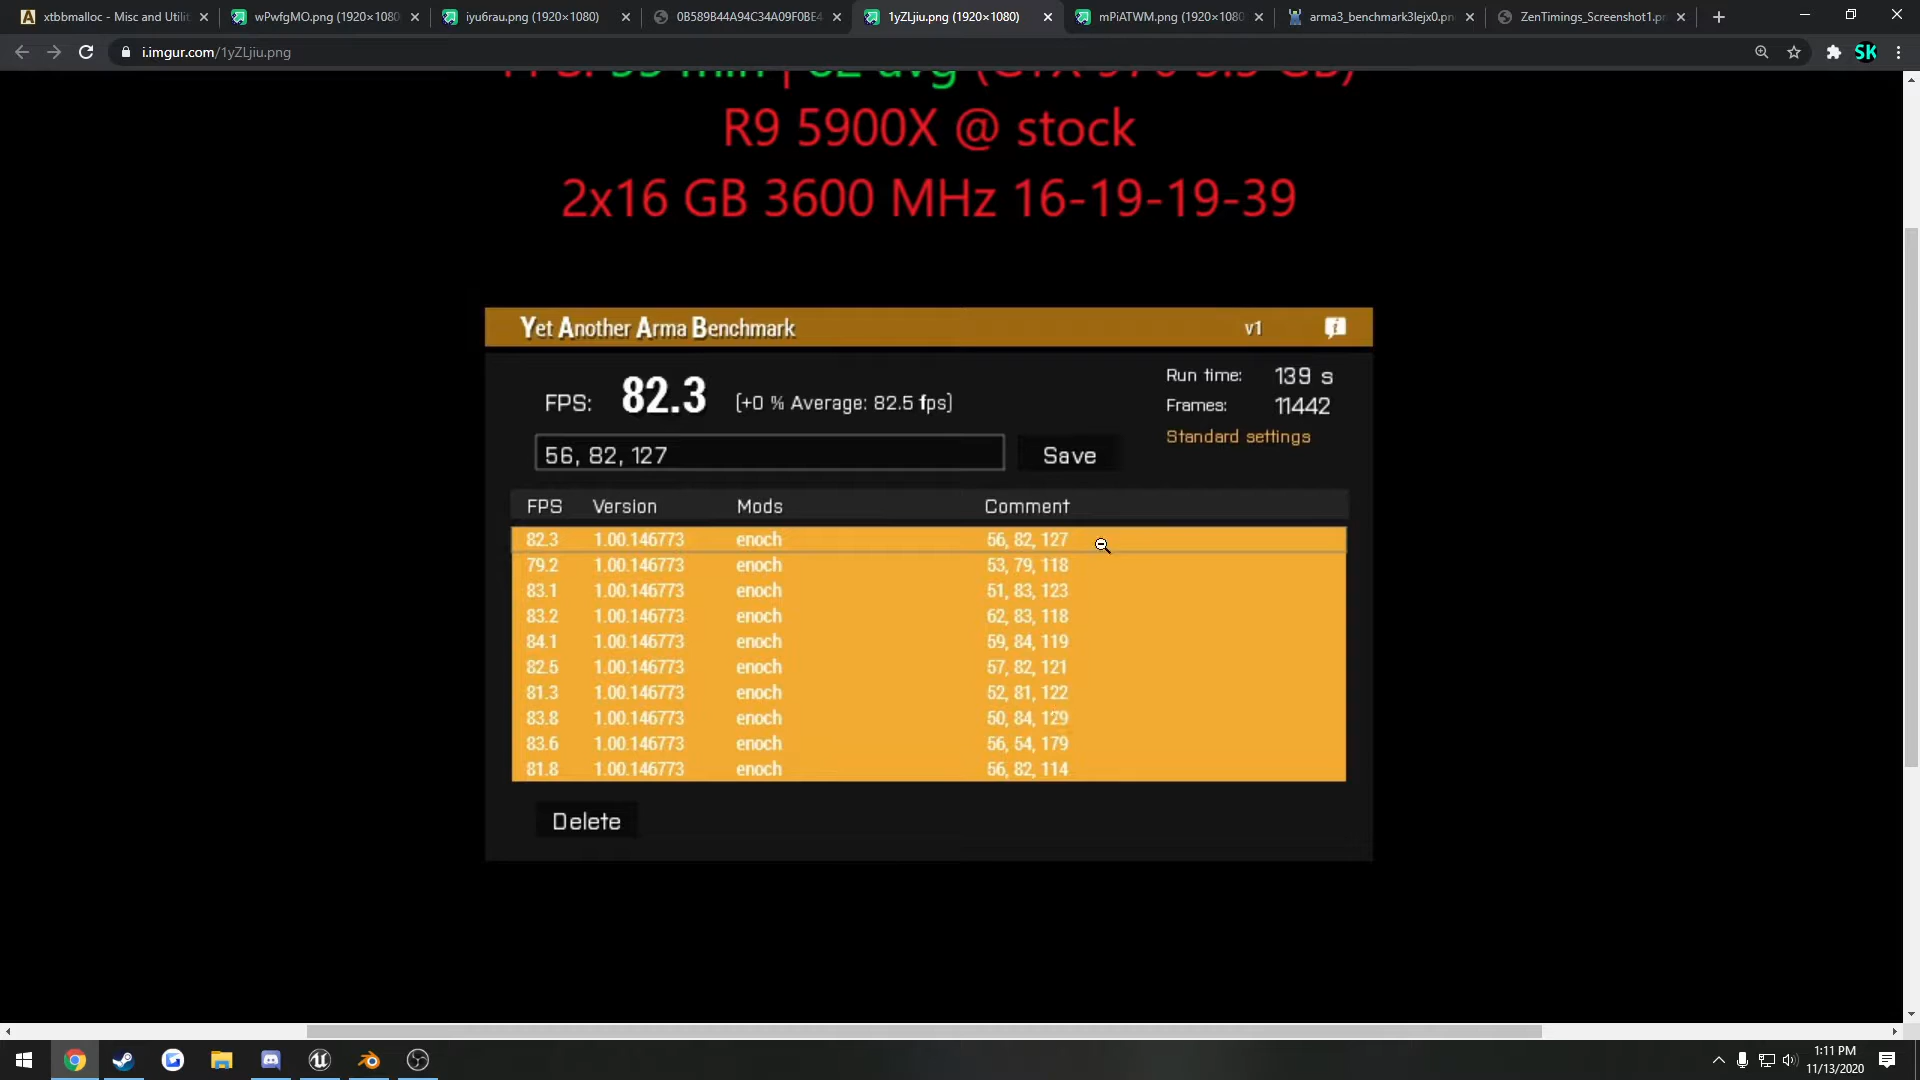 xtbbmalloc - Misc and Utilit
wPwfgMO.png (1920×1080
iyu6rau.png (1920×1080)
0B589B44A94C34A09F0BE4
1yZLjiu.png (1920×1080)
mPiATWM.png (1920×1080
arma3_benchmark3lejx0.pn
ZenTimings_Screenshot1.pn
i.imgur.com/1yZLjiu.png
SK
R9 5900X @ stock
2x16 GB 3600 MHz 16-19-19-39
Yet Another Arma Benchmark v1
FPS: 82.3 (+0 % Average: 82.5 fps)
Run time: 139 s
Frames: 11442
Standard settings
56, 82, 127 Save
FPS Version Mods Comment
82.3 1.00.146773 enoch 56, 82, 127
79.2 1.00.146773 enoch 53, 79, 118
83.1 1.00.146773 enoch 51, 83, 123
83.2 1.00.146773 enoch 62, 83, 118
84.1 1.00.146773 enoch 59, 84, 119
82.5 1.00.146773 enoch 57, 82, 121
81.3 1.00.146773 enoch 52, 81, 122
83.8 1.00.146773 enoch 50, 84, 129
83.6 1.00.146773 enoch 56, 54, 179
81.8 1.00.146773 enoch 56, 82, 114
Delete
1:11 PM
11/13/2020